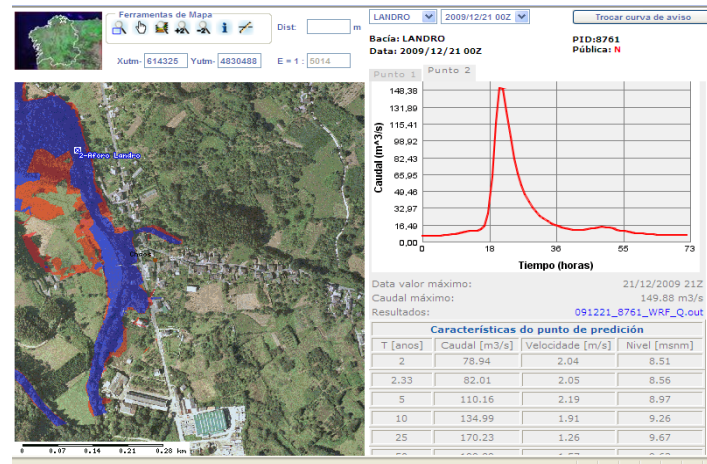 Ferramentas de Mapa
Dist: m
Xutm- 614325 Yutm- 4830488 E = 1 : 5014
LANDRO 2009/12/21 00Z Trocar curva de aviso
Bacía: LANDRO PID:8761
Data: 2009/12/21 00Z Pública: N
Punto 1 Punto 2
2-Aforo Landro
Chaos
0 0.07 0.14 0.21 0.28 km
Caudal (m^3/s)
148,38
131,89
115,41
98,92
82,43
65,95
49,46
32,97
16,49
0,00
0 18 36 55 73
Tiempo (horas)
Data valor máximo: 21/12/2009 21Z
Caudal máximo: 149.88 m3/s
Resultados: 091221_8761_WRF_Q.out
Características do punto de predición
T [anos] Caudal [m3/s] Velocidade [m/s] Nivel [msnm]
2 78.94 2.04 8.51
2.33 82.01 2.05 8.56
5 110.16 2.19 8.97
10 134.99 1.91 9.26
25 170.23 1.26 9.67